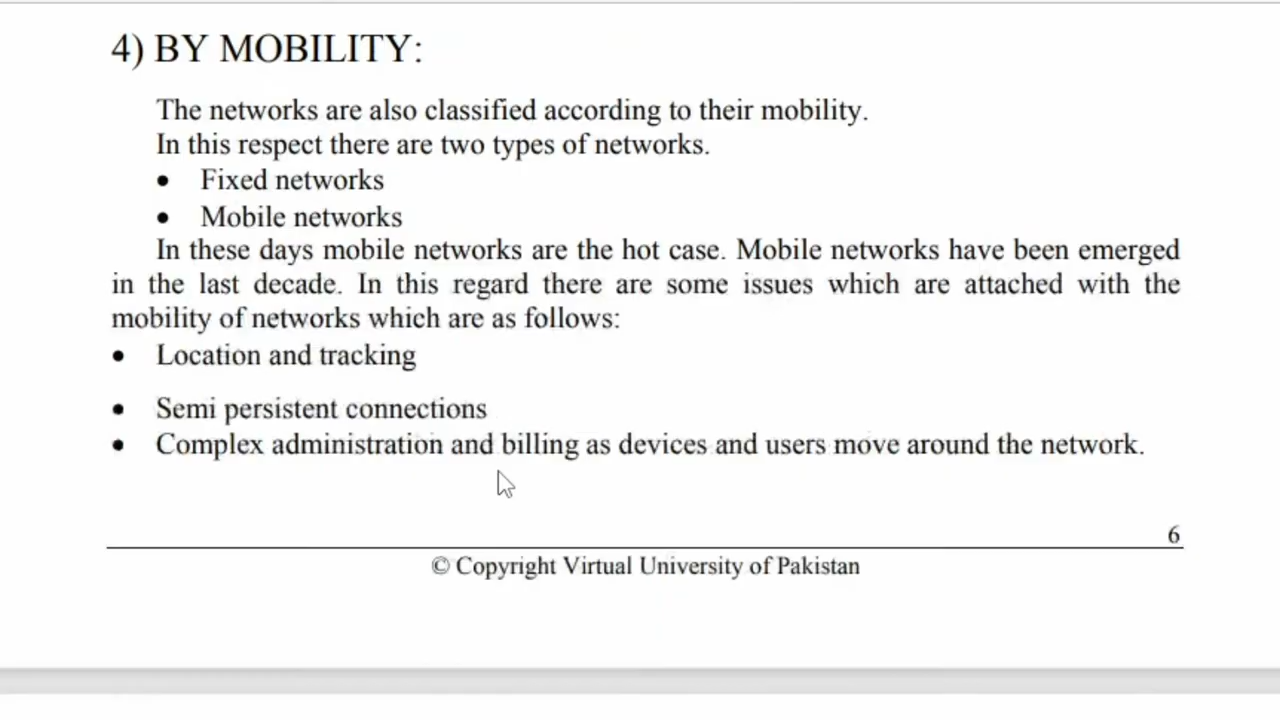 4) BY MOBILITY:
The networks are also classified according to their mobility.
In this respect there are two types of networks.
• Fixed networks
• Mobile networks
In these days mobile networks are the hot case. Mobile networks have been emerged
in the last decade. In this regard there are some issues which are attached with the
mobility of networks which are as follows:
• Location and tracking
• Semi persistent connections
• Complex administration and billing as devices and users move around the network.
6
© Copyright Virtual University of Pakistan